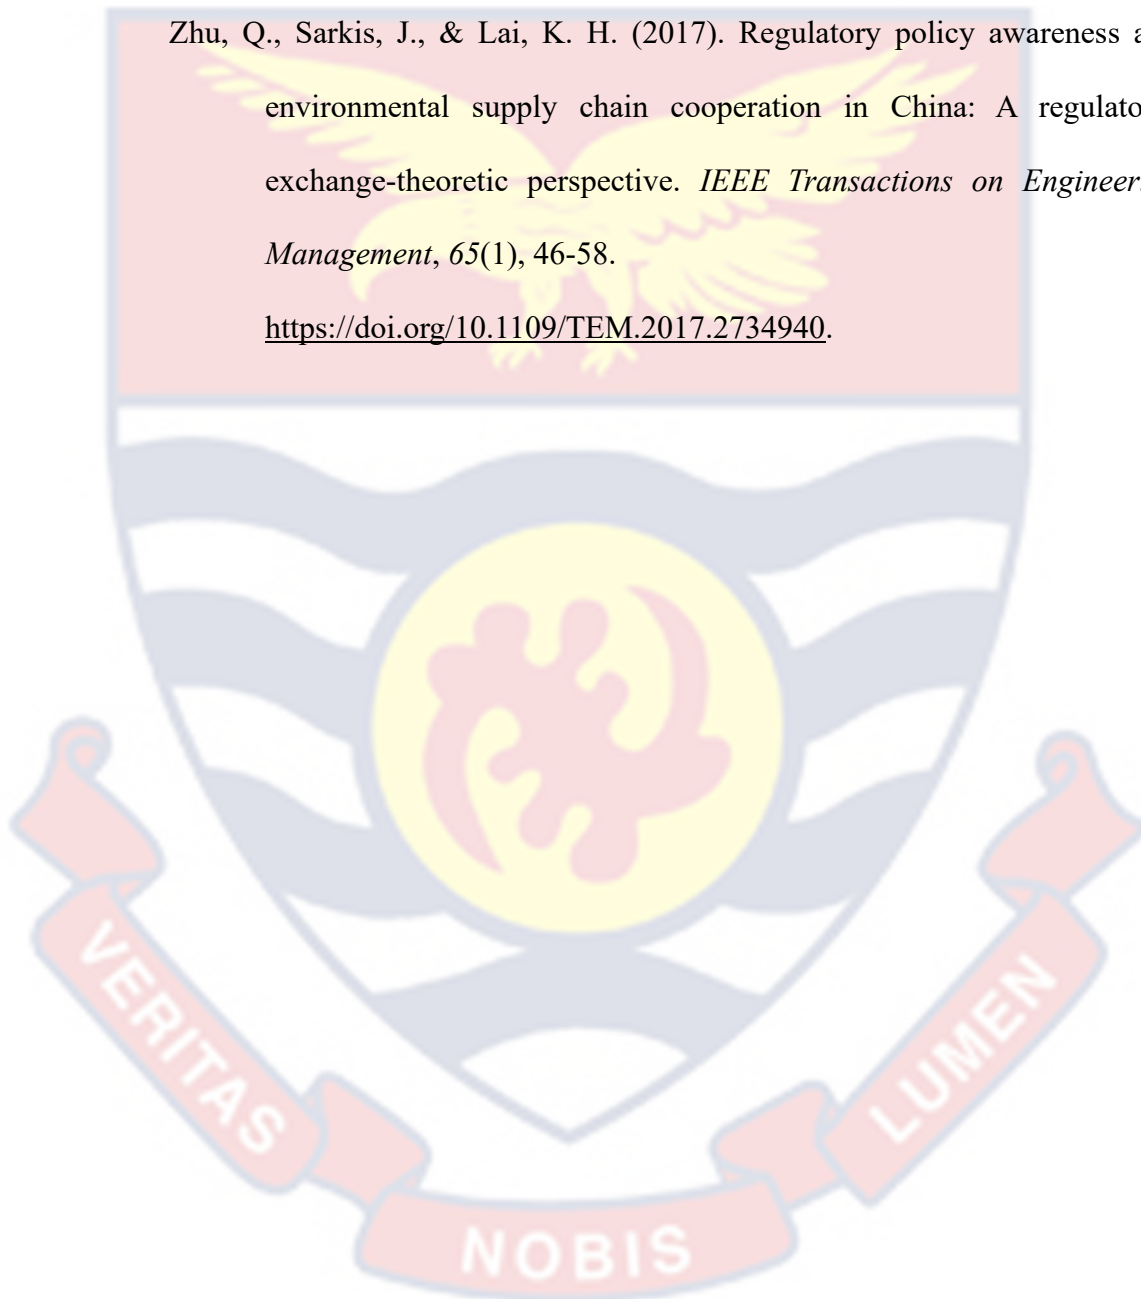 Zhu, Q., Sarkis, J., & Lai, K. H. (2017). Regulatory policy awareness a
environmental supply chain cooperation in China: A regulato
exchange-theoretic perspective. IEEE Transactions on Engineer
Management, 65(1), 46-58.
https://doi.org/10.1109/TEM.2017.2734940.
VERITAS
NOBIS
LUMEN